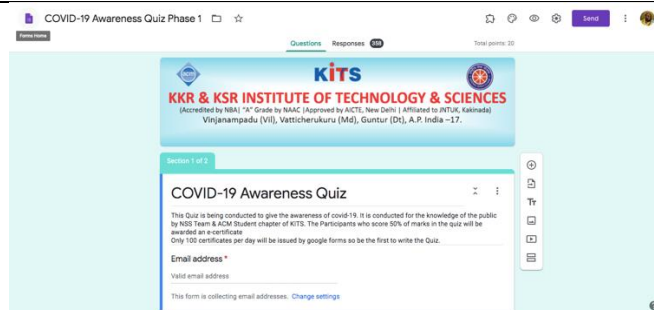 COVID-19 Awareness Quiz Phase 1
Send
Forms Home
Questions Responses 358
Total points: 20
acm
KITS
KKR & KSR INSTITUTE OF TECHNOLOGY & SCIENCES
(Accredited by NBA| "A" Grade by NAAC |Approved by AICTE, New Delhi | Affiliated to JNTUK, Kakinada)
Vinjanampadu (Vil), Vatticherukuru (Md), Guntur (Dt), A.P. India –17.
Section 1 of 2
COVID-19 Awareness Quiz
This Quiz is being conducted to give the awareness of covid-19. It is conducted for the knowledge of the public
by NSS Team & ACM Student chapter of KITS. The Participants who score 50% of marks in the quiz will be
awarded an e-certificate
Only 100 certificates per day will be issued by google forms so be the first to write the Quiz.
Email address *
Valid email address
This form is collecting email addresses. Change settings
Tr